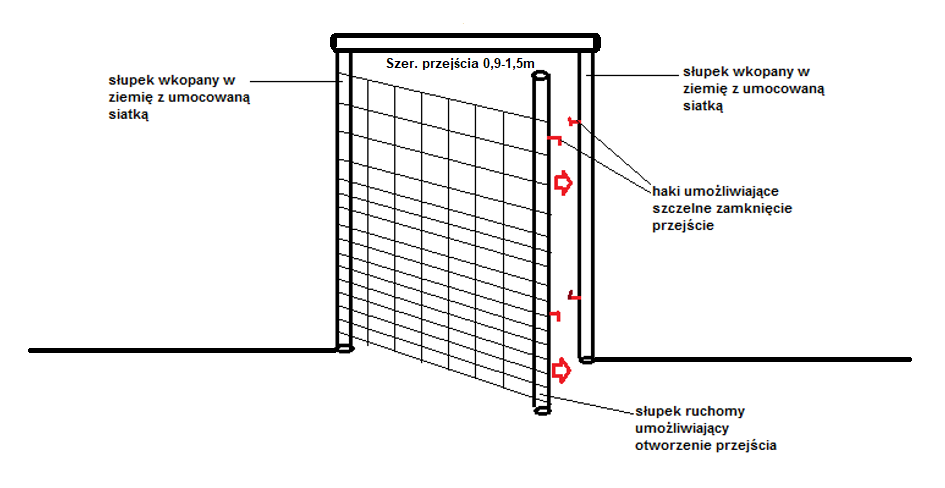 Szer. przejścia 0,9-1,5m
słupek wkopany w
ziemię z umocowaną
siatką
słupek wkopany w
ziemię z umocowaną
siatką
haki umożliwiające
szczelne zamknięcie
przejście
słupek ruchomy
umożliwiający
otworzenie przejścia